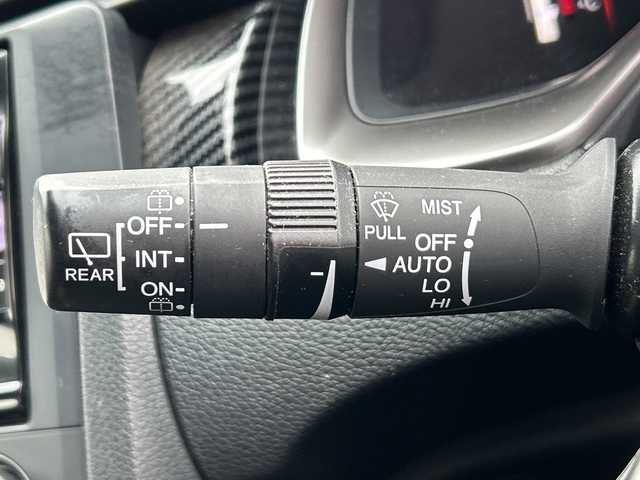 OFF
REAR
INT
ON
PULL
MIST
OFF
AUTO
LO
HI